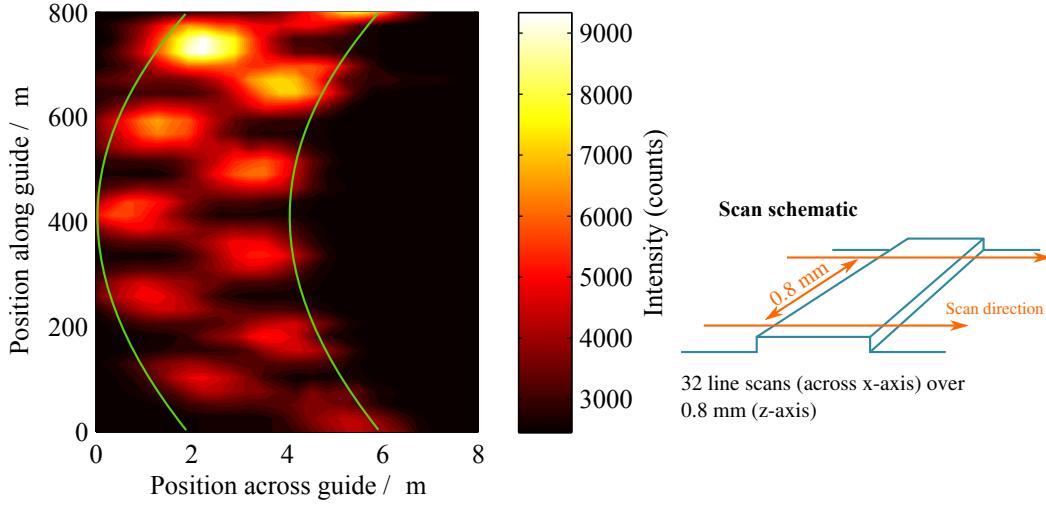 800
600
400
200
0
Position along guide / m
0
2
4
6
8
Position across guide / m
9000
8000
7000
6000
5000
4000
3000
Intensity (counts)
Scan schematic
0.8 mm
Scan direction
32 line scans (across x-axis) over
0.8 mm (z-axis)